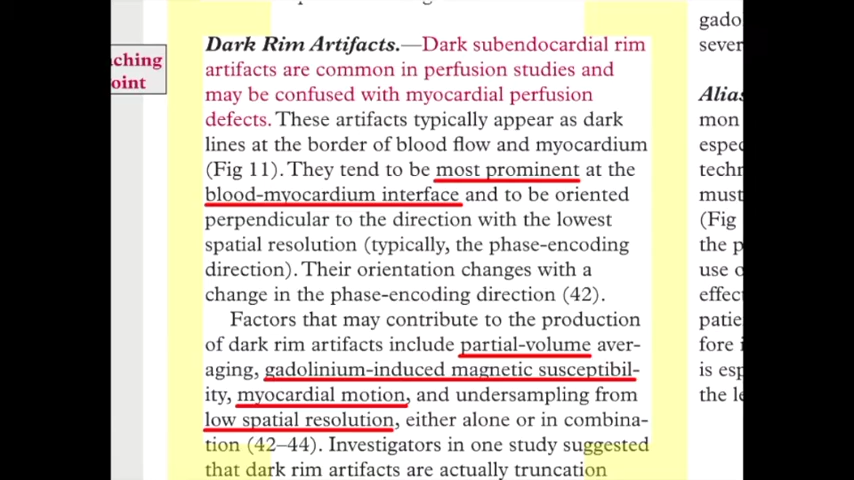 Dark Rim Artifacts.—Dark subendocardial rim
artifacts are common in perfusion studies and
may be confused with myocardial perfusion
defects. These artifacts typically appear as dark
lines at the border of blood flow and myocardium
(Fig 11). They tend to be most prominent at the
blood-myocardium interface and to be oriented
perpendicular to the direction with the lowest
spatial resolution (typically, the phase-encoding
direction). Their orientation changes with a
change in the phase-encoding direction (42).
Factors that may contribute to the production
of dark rim artifacts include partial-volume aver-
aging, gadolinium-induced magnetic susceptibil-
ity, myocardial motion, and undersampling from
low spatial resolution, either alone or in combina-
tion (42–44). Investigators in one study suggested
that dark rim artifacts are actually truncation
aching
oint
gado
sever
Alias
mon
espec
techn
must
(Fig
the p
use o
effect
patie
fore i
is esp
the le